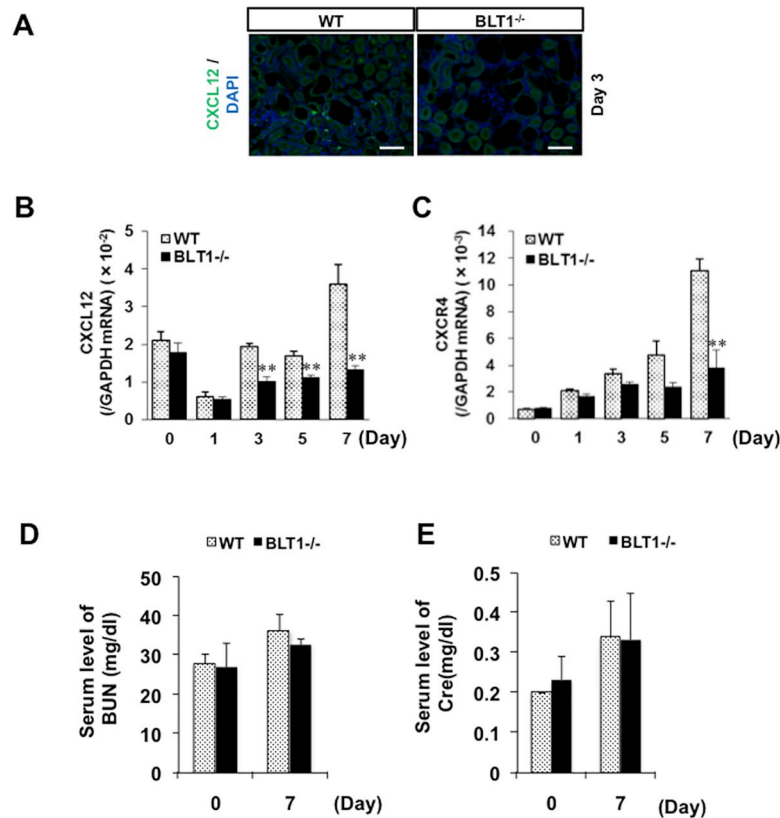 A
WT
BLT1-/-
CXCL12 /
DAPI
Day 3
B
WT
BLT1-/-
CXCL12
(/GAPDH mRNA) ( × 10-2)
5
4
3
2
1
0
**
**
**
0 1 3 5 7 (Day)
C
WT
BLT1-/-
CXCR4
(/GAPDH mRNA) ( × 10-3)
14
12
10
8
6
4
2
0
**
0 1 3 5 7 (Day)
D
WT BLT1-/-
Serum level of
BUN (mg/dl)
50
40
30
20
10
0
0 7 (Day)
E
WT BLT1-/-
Serum level of
Cre(mg/dl)
0.5
0.4
0.3
0.2
0.1
0
0 7 (Day)